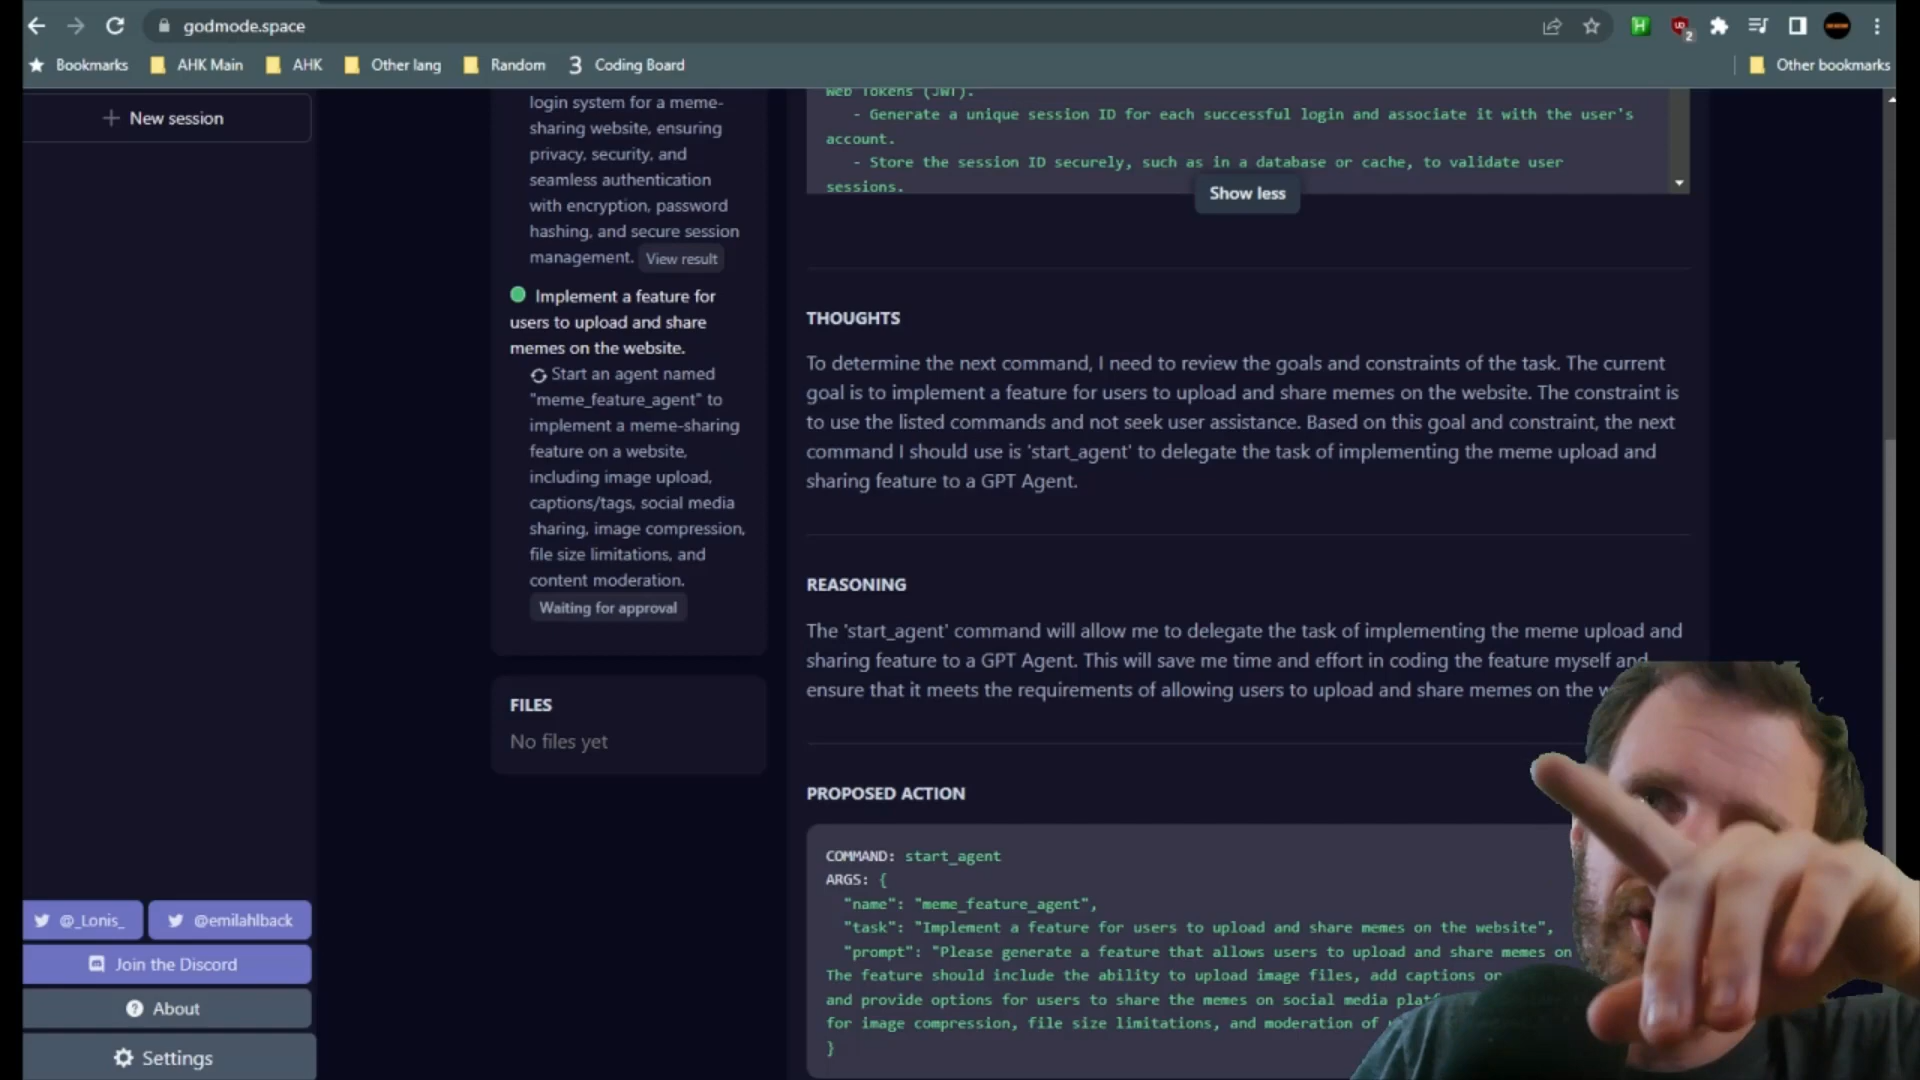 godmode.space
2
Bookmarks
AHK Main
AHK
Other lang
Random
3 Coding Board
Other bookmarks
+ New session
login system for a meme-
sharing website, ensuring
privacy, security, and
seamless authentication
with encryption, password
hashing, and secure session
management. View result
Implement a feature for
users to upload and share
memes on the website.
Start an agent named
"meme_feature_agent" to
implement a meme-sharing
feature on a website,
including image upload,
captions/tags, social media
sharing, image compression,
file size limitations, and
content moderation.
Waiting for approval
FILES
No files yet
@_Lonis_
@emilahlback
Join the Discord
About
Settings
Web Tokens (JWT).
- Generate a unique session ID for each successful login and associate it with the user's
account.
- Store the session ID securely, such as in a database or cache, to validate user
sessions.
Show less
THOUGHTS
To determine the next command, I need to review the goals and constraints of the task. The current
goal is to implement a feature for users to upload and share memes on the website. The constraint is
to use the listed commands and not seek user assistance. Based on this goal and constraint, the next
command I should use is 'start_agent' to delegate the task of implementing the meme upload and
sharing feature to a GPT Agent.
REASONING
The 'start_agent' command will allow me to delegate the task of implementing the meme upload and
sharing feature to a GPT Agent. This will save me time and effort in coding the feature myself and
ensure that it meets the requirements of allowing users to upload and share memes on the
PROPOSED ACTION
COMMAND: start_agent
ARGS: {
"name": "meme_feature_agent",
"task": "Implement a feature for users to upload and share memes on the website",
"prompt": "Please generate a feature that allows users to upload and share memes on
The feature should include the ability to upload image files, add captions or
and provide options for users to share the memes on social media
for image compression, file size limitations, and moderation of
}